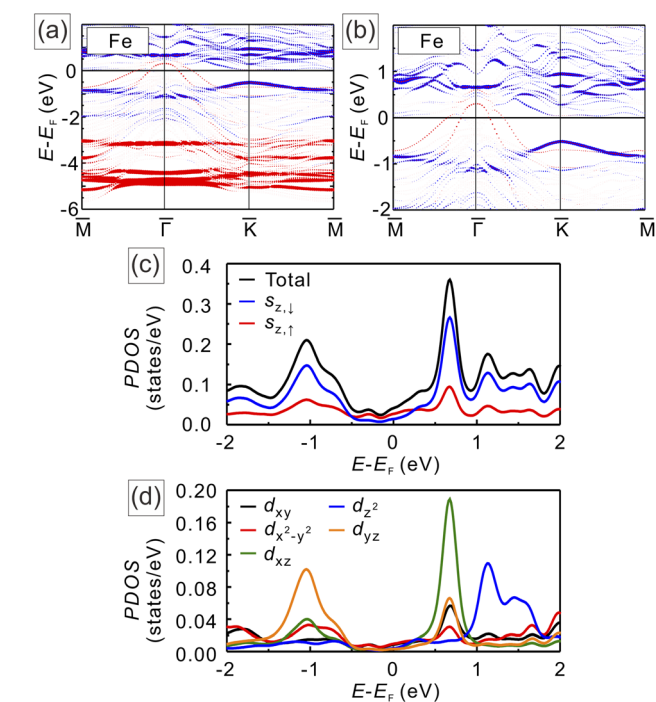 (a) Fe (b) Fe
E-E_F (eV)
0
-2
-4
-6
M̅ Γ̅ K̅ M̅
E-E_F (eV)
1
0
-1
-2
M̅ Γ̅ K̅ M̅
(c)
PDOS
(states/eV)
0.4
0.3
0.2
0.1
0.0
Total
s_z,↓
s_z,↑
-2 -1 0 1 2
E-E_F (eV)
(d)
PDOS
(states/eV)
0.20
0.16
0.12
0.08
0.04
0.00
d_xy d_z²
d_x²-y² d_yz
d_xz
-2 -1 0 1 2
E-E_F (eV)